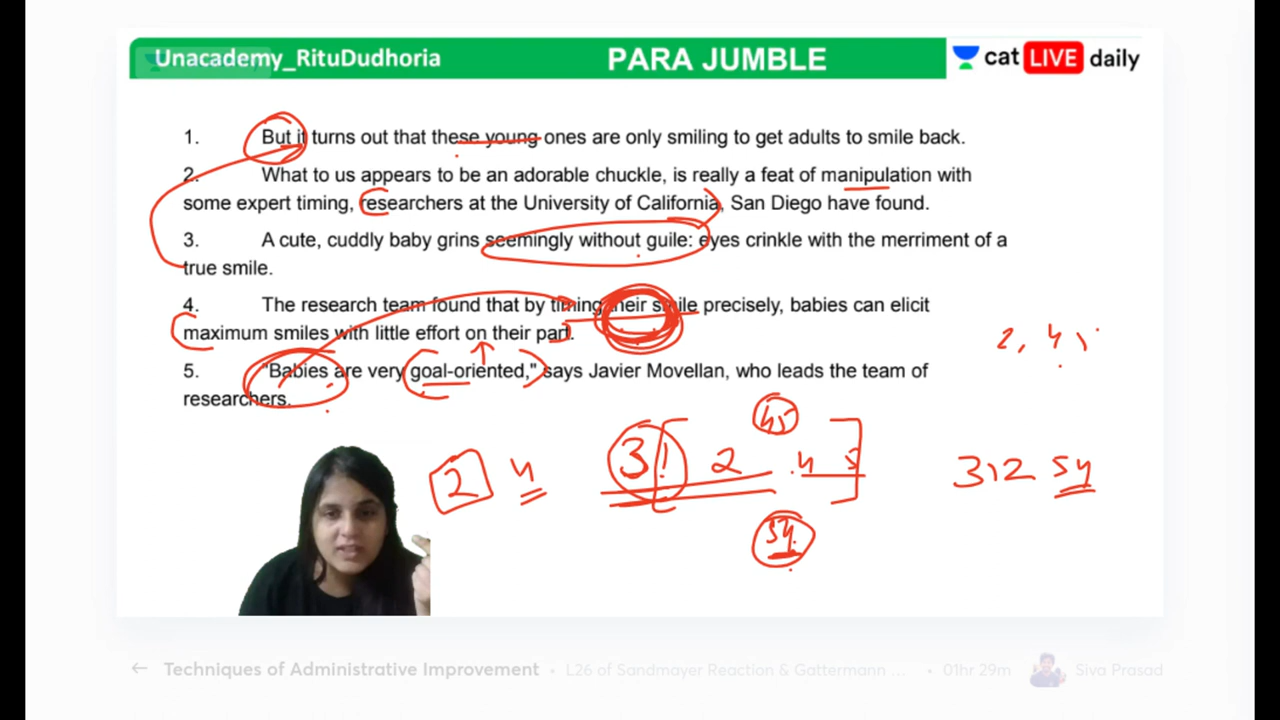 Unacademy_RituDudhoria PARA JUMBLE cat LIVE daily
1. But it turns out that these young ones are only smiling to get adults to smile back.
2. What to us appears to be an adorable chuckle, is really a feat of manipulation with
some expert timing, researchers at the University of California, San Diego have found.
3. A cute, cuddly baby grins seemingly without guile: eyes crinkle with the merriment of a
true smile.
4. The research team found that by timing their smile precisely, babies can elicit
maximum smiles with little effort on their part.
5. "Babies are very goal-oriented," says Javier Movellan, who leads the team of
researchers.
2, 4,
45
2 4 3 1 2 4 5 312 54
54
← Techniques of Administrative Improvement • L26 of Sandmayer Reaction & Gattermann ... • 01hr 29m Siva Prasad